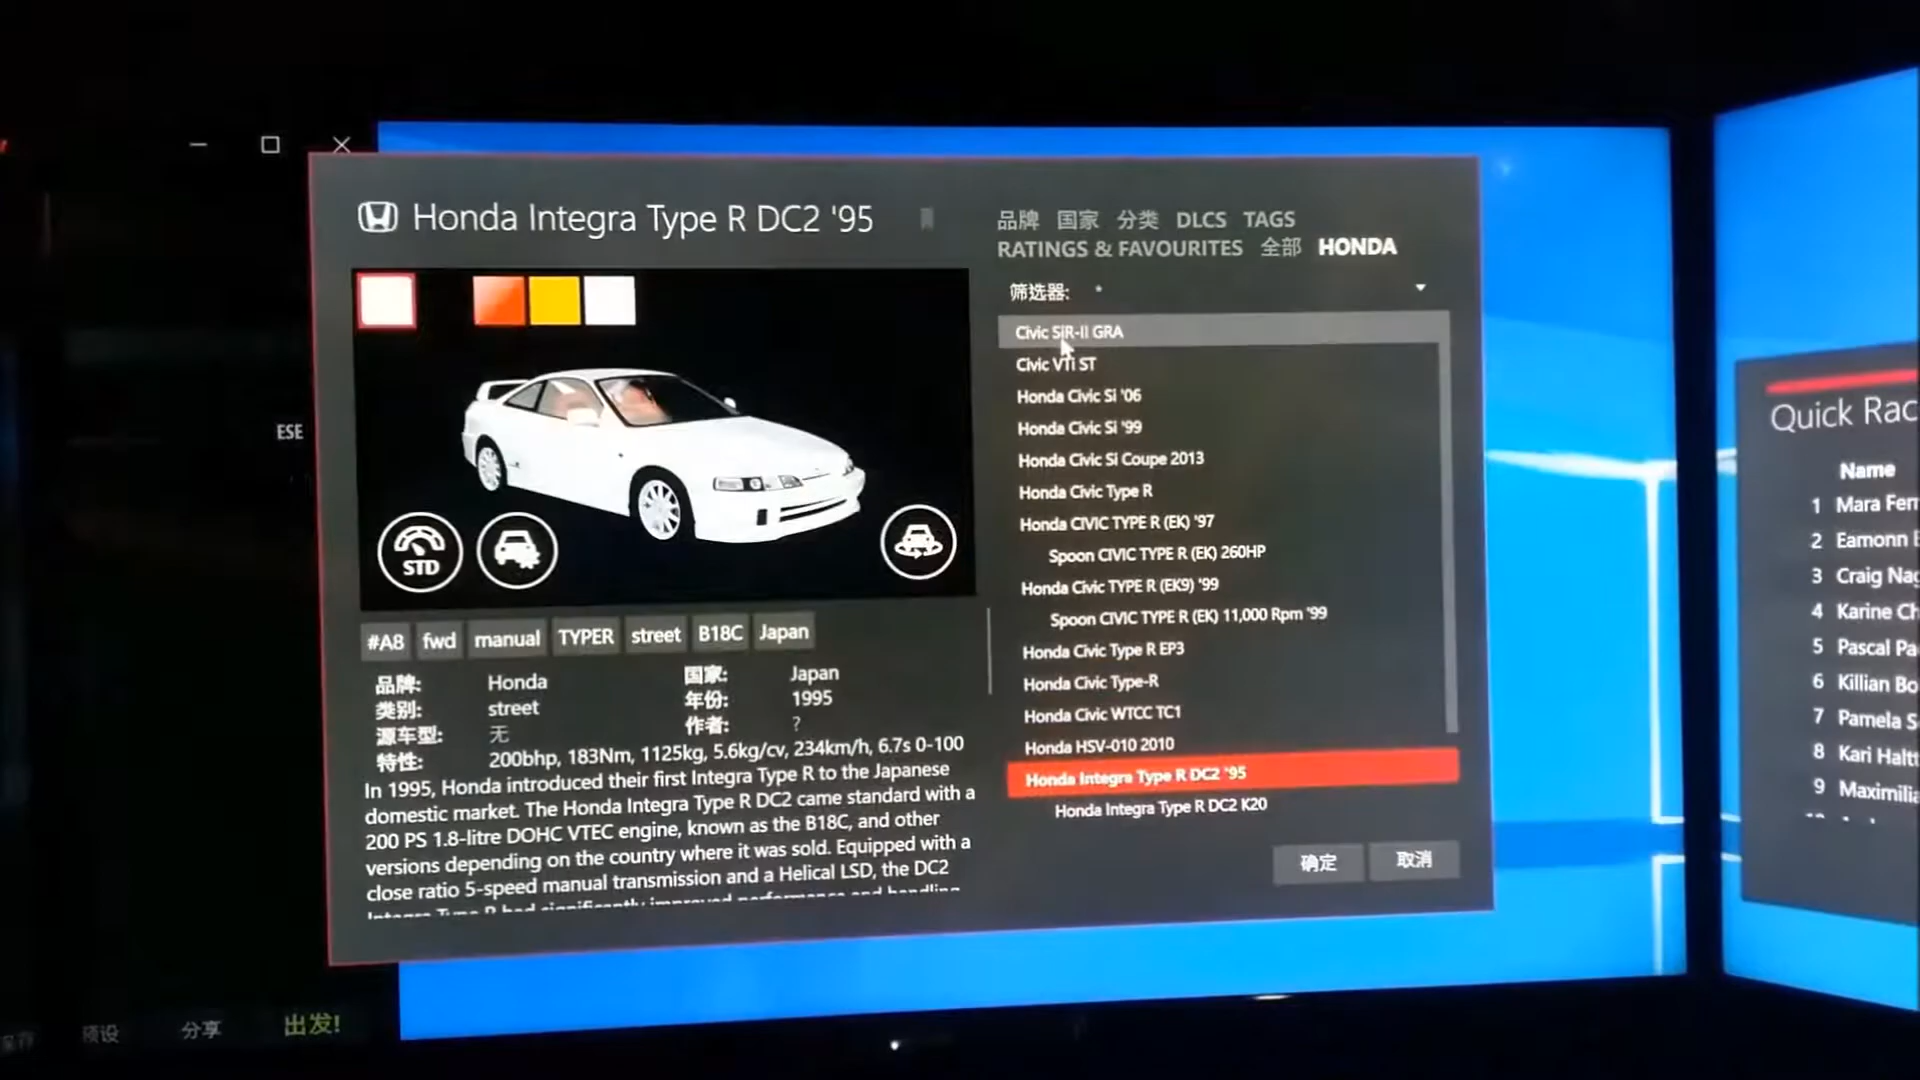 Honda Integra Type R DC2 '95
品牌 国家 分类 DLCS TAGS
RATINGS & FAVOURITES 全部 HONDA
筛选器: *
Civic SiR-II GRA
Civic VTi ST
Honda Civic Si '06
Honda Civic Si '99
Honda Civic Si Coupe 2013
Honda Civic Type R
Honda CIVIC TYPE R (EK) '97
Spoon CIVIC TYPE R (EK) 260HP
Honda Civic TYPE R (EK9) '99
Spoon CIVIC TYPE R (EK) 11,000 Rpm '99
Honda Civic Type R EP3
Honda Civic Type-R
Honda Civic WTCC TC1
Honda HSV-010 2010
Honda Integra Type R DC2 '95
Honda Integra Type R DC2 K20
确定 取消
STD
#A8 fwd manual TYPER street B18C Japan
品牌: Honda 国家: Japan
类别: street 年份: 1995
源车型: 无 作者: ?
特性: 200bhp, 183Nm, 1125kg, 5.6kg/cv, 234km/h, 6.7s 0-100
In 1995, Honda introduced their first Integra Type R to the Japanese
domestic market. The Honda Integra Type R DC2 came standard with a
200 PS 1.8-litre DOHC VTEC engine, known as the B18C, and other
versions depending on the country where it was sold. Equipped with a
close ratio 5-speed manual transmission and a Helical LSD, the DC2
Integra Type R had significantly improved performance and handling
ESE
预设 分享 出发!
Quick Rac
Name
1 Mara Ferr
2 Eamonn
3 Craig Nag
4 Karine Ch
5 Pascal Pa
6 Killian Bo
7 Pamela S
8 Kari Haltt
9 Maximilia